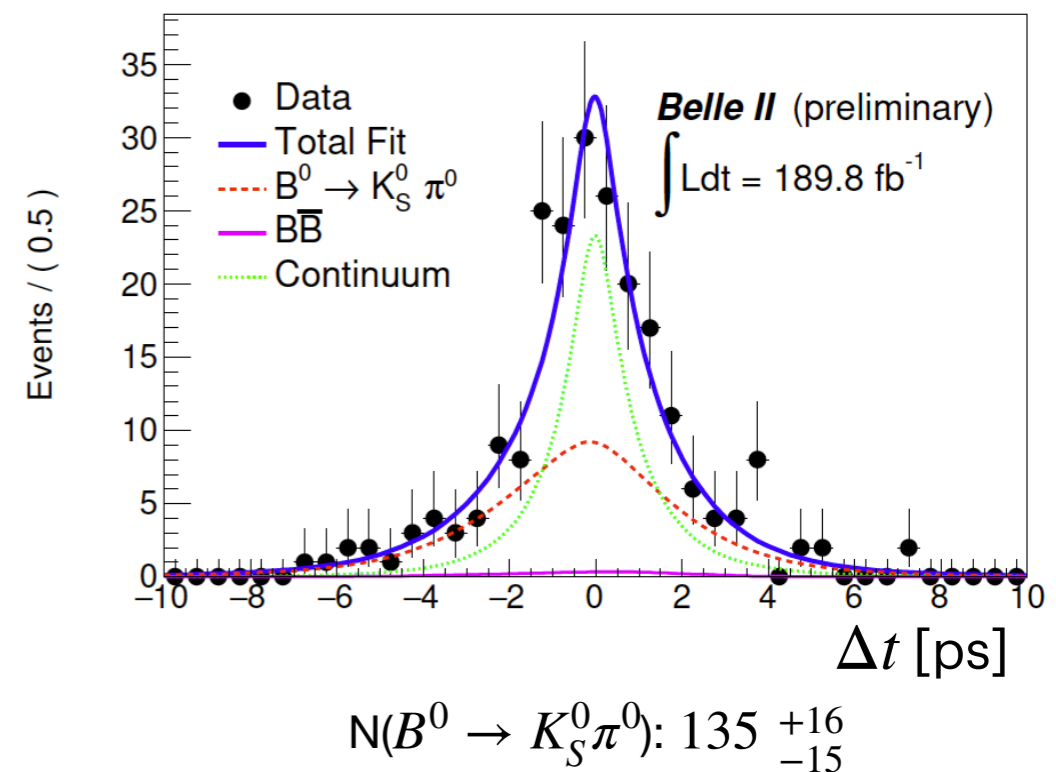 35
30
25
20
15
10
5
0
Events / ( 0.5 )
Data
Total Fit
B⁰ → K_S⁰ π⁰
BB̅
Continuum
Belle II (preliminary)
∫Ldt = 189.8 fb⁻¹
−10 −8 −6 −4 −2 0 2 4 6 8 10
Δt [ps]
N(B⁰ → K_S⁰π⁰): 135 +16 −15